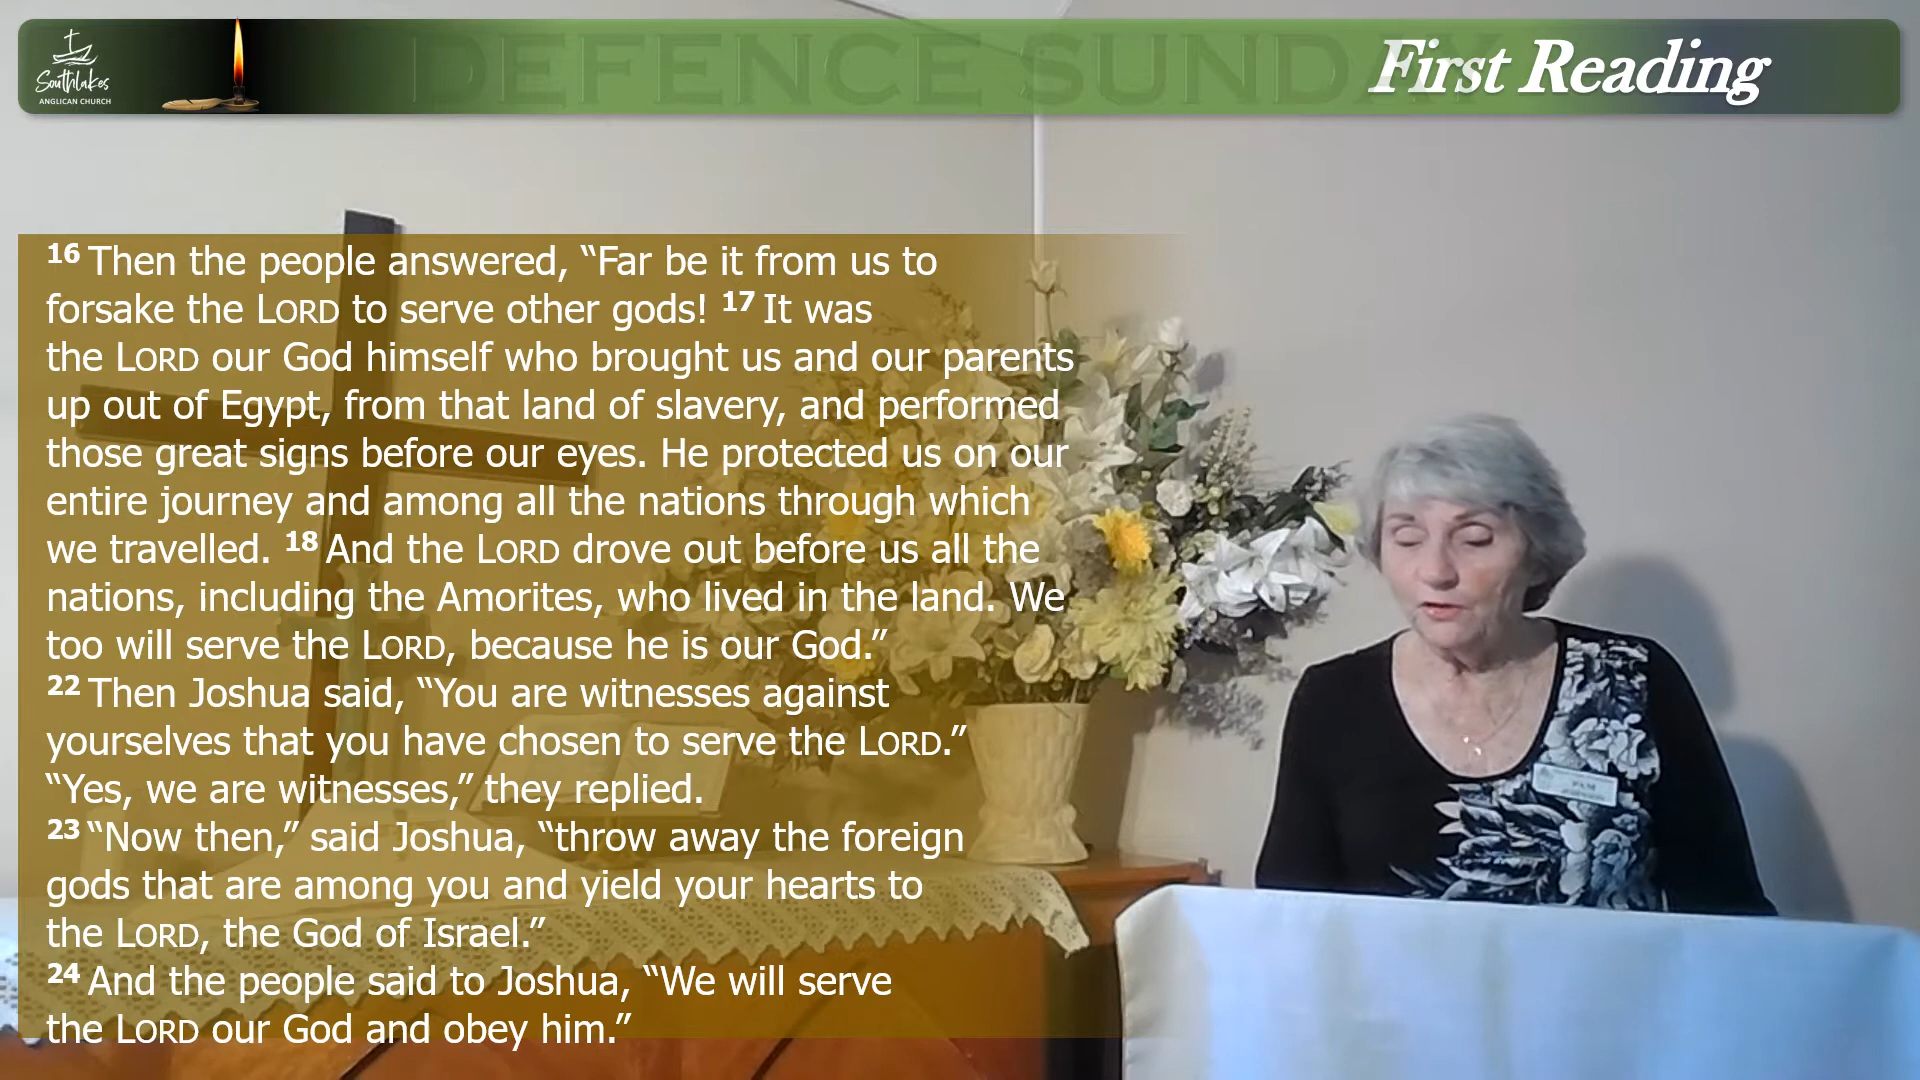 Southlakes
ANGLICAN CHURCH
DEFENCE SUNDAY
First Reading
16 Then the people answered, “Far be it from us to
forsake the LORD to serve other gods! 17 It was
the LORD our God himself who brought us and our parents
up out of Egypt, from that land of slavery, and performed
those great signs before our eyes. He protected us on our
entire journey and among all the nations through which
we travelled. 18 And the LORD drove out before us all the
nations, including the Amorites, who lived in the land. We
too will serve the LORD, because he is our God.”
22 Then Joshua said, “You are witnesses against
yourselves that you have chosen to serve the LORD.”
“Yes, we are witnesses,” they replied.
23 “Now then,” said Joshua, “throw away the foreign
gods that are among you and yield your hearts to
the LORD, the God of Israel.”
24 And the people said to Joshua, “We will serve
the LORD our God and obey him.”
PAM